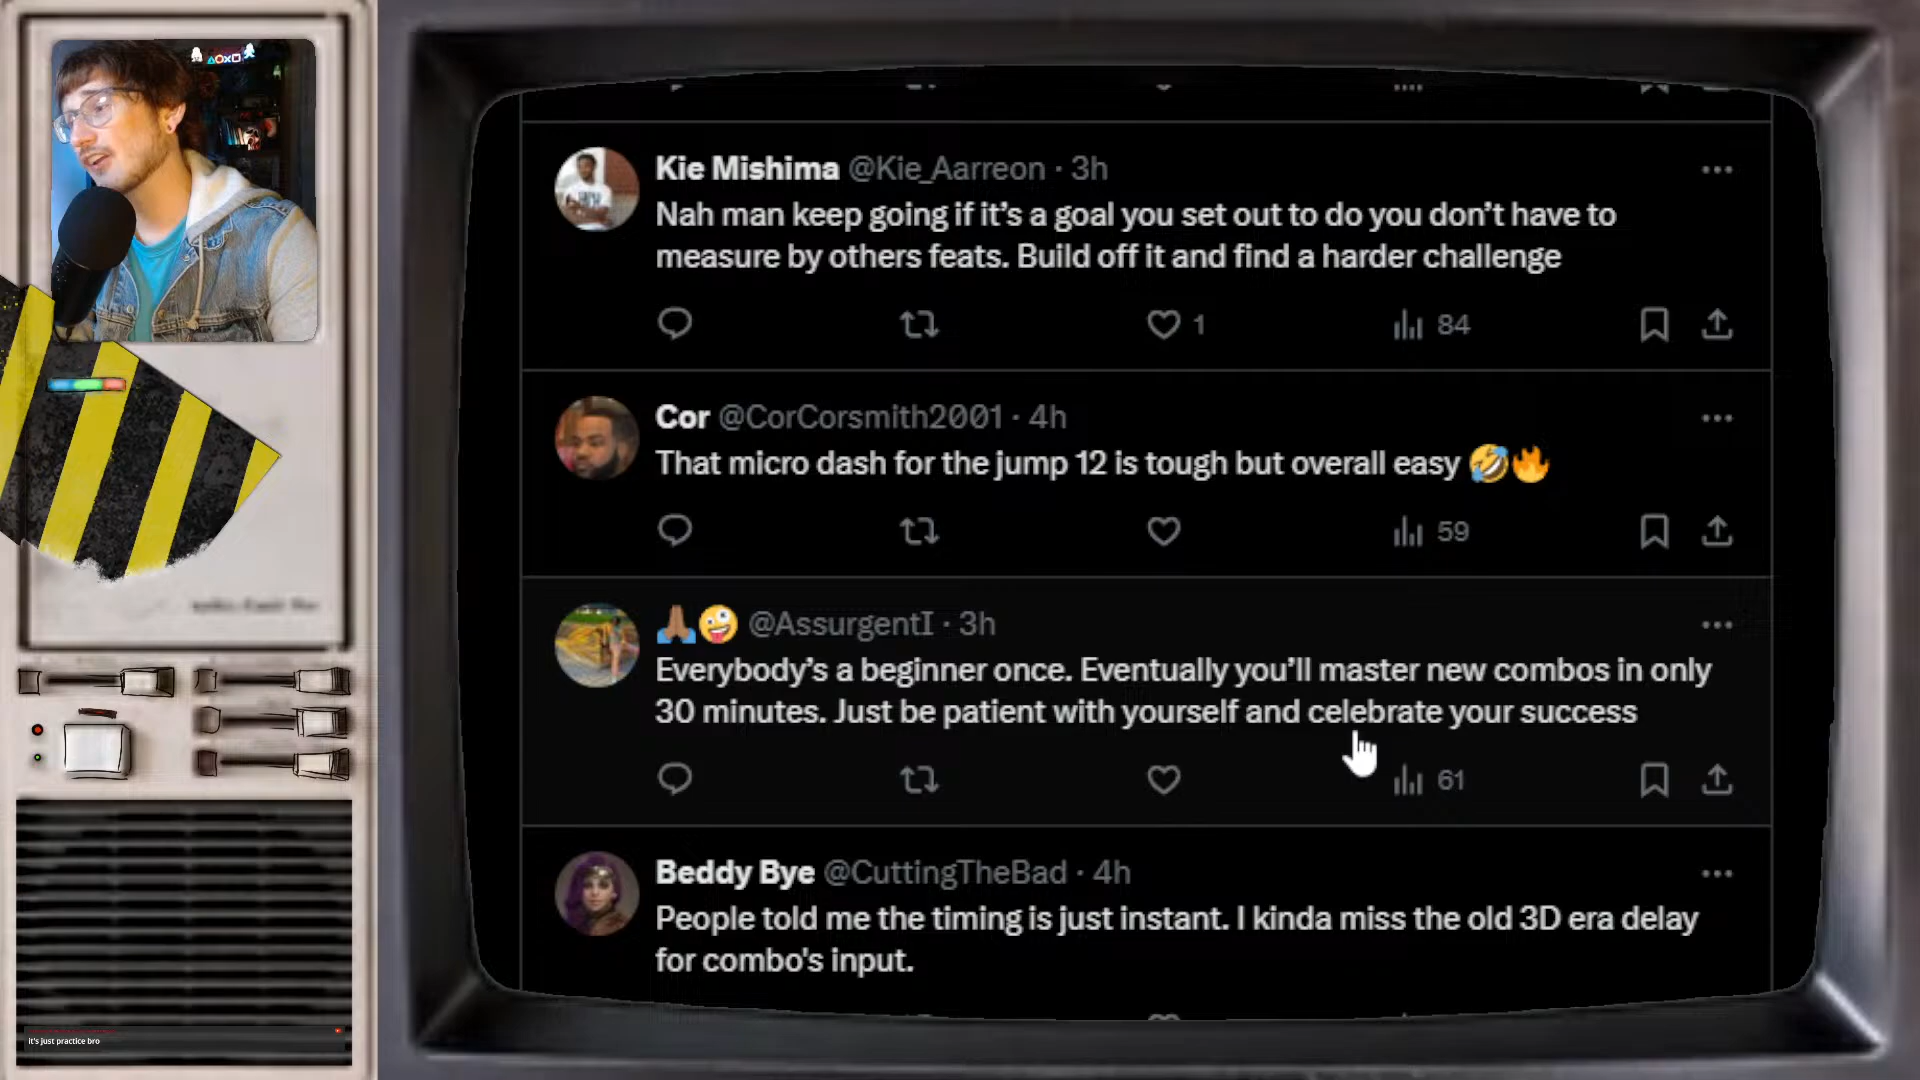 Kie Mishima @Kie_Aarreon · 3h
Nah man keep going if it’s a goal you set out to do you don’t have to
measure by others feats. Build off it and find a harder challenge
1
84
Cor @CorCorsmith2001 · 4h
That micro dash for the jump 12 is tough but overall easy 🤣🔥
59
🙏🏽🤪 @AssurgentI · 3h
Everybody’s a beginner once. Eventually you’ll master new combos in only
30 minutes. Just be patient with yourself and celebrate your success
61
Beddy Bye @CuttingTheBad · 4h
People told me the timing is just instant. I kinda miss the old 3D era delay
for combo's input.
it's just practice bro